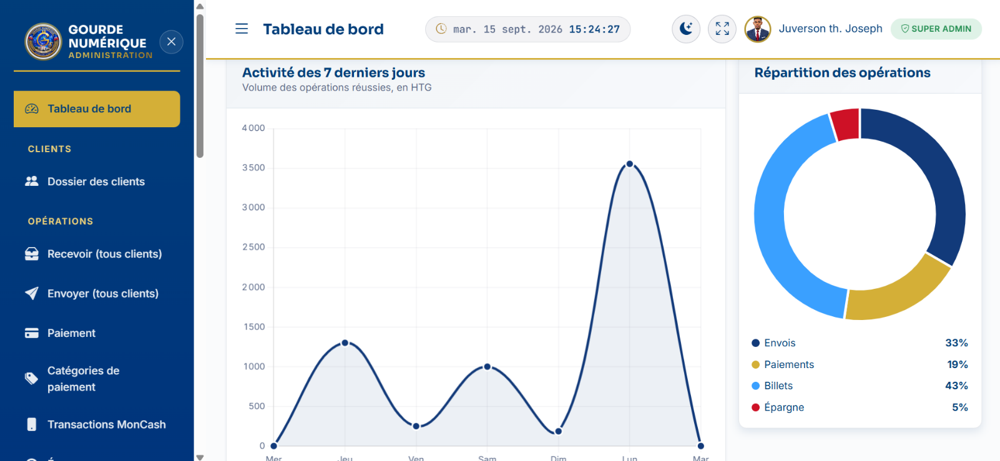 GOURDE
NUMÉRIQUE
ADMINISTRATION
Tableau de bord
CLIENTS
Dossier des clients
OPÉRATIONS
Recevoir (tous clients)
Envoyer (tous clients)
Paiement
Catégories de
paiement
Transactions MonCash
Tableau de bord
mar. 15 sept. 2026 15:24:27
Juverson th. Joseph
SUPER ADMIN
Activité des 7 derniers jours
Volume des opérations réussies, en HTG
4 000
3 500
3 000
2 500
2 000
1 500
1 000
500
0
Mer Jeu Ven Sam Dim Lun Mar
Répartition des opérations
Envois 33%
Paiements 19%
Billets 43%
Épargne 5%